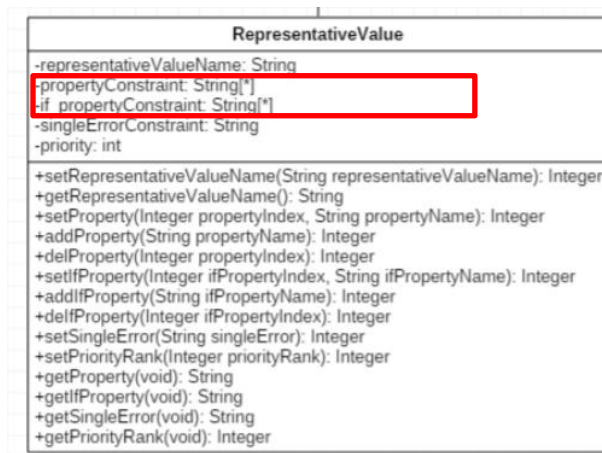 RepresentativeValue
-representativeValueName: String
-propertyConstraint: String[*]
-if_propertyConstraint: String[*]
-singleErrorConstraint: String
-priority: int
+setRepresentativeValueName(String representativeValueName): Integer
+getRepresentativeValueName(): String
+setProperty(Integer propertyIndex, String propertyName): Integer
+addProperty(String propertyName): Integer
+delProperty(Integer propertyIndex): Integer
+setIfProperty(Integer ifPropertyIndex, String ifPropertyName): Integer
+addIfProperty(String ifPropertyName): Integer
+delfProperty(Integer ifPropertyIndex): Integer
+setSingleError(String singleError): Integer
+setPriorityRank(Integer priorityRank): Integer
+getProperty(void): String
+getIfProperty(void): String
+getSingleError(void): String
+getPriorityRank(void): Integer